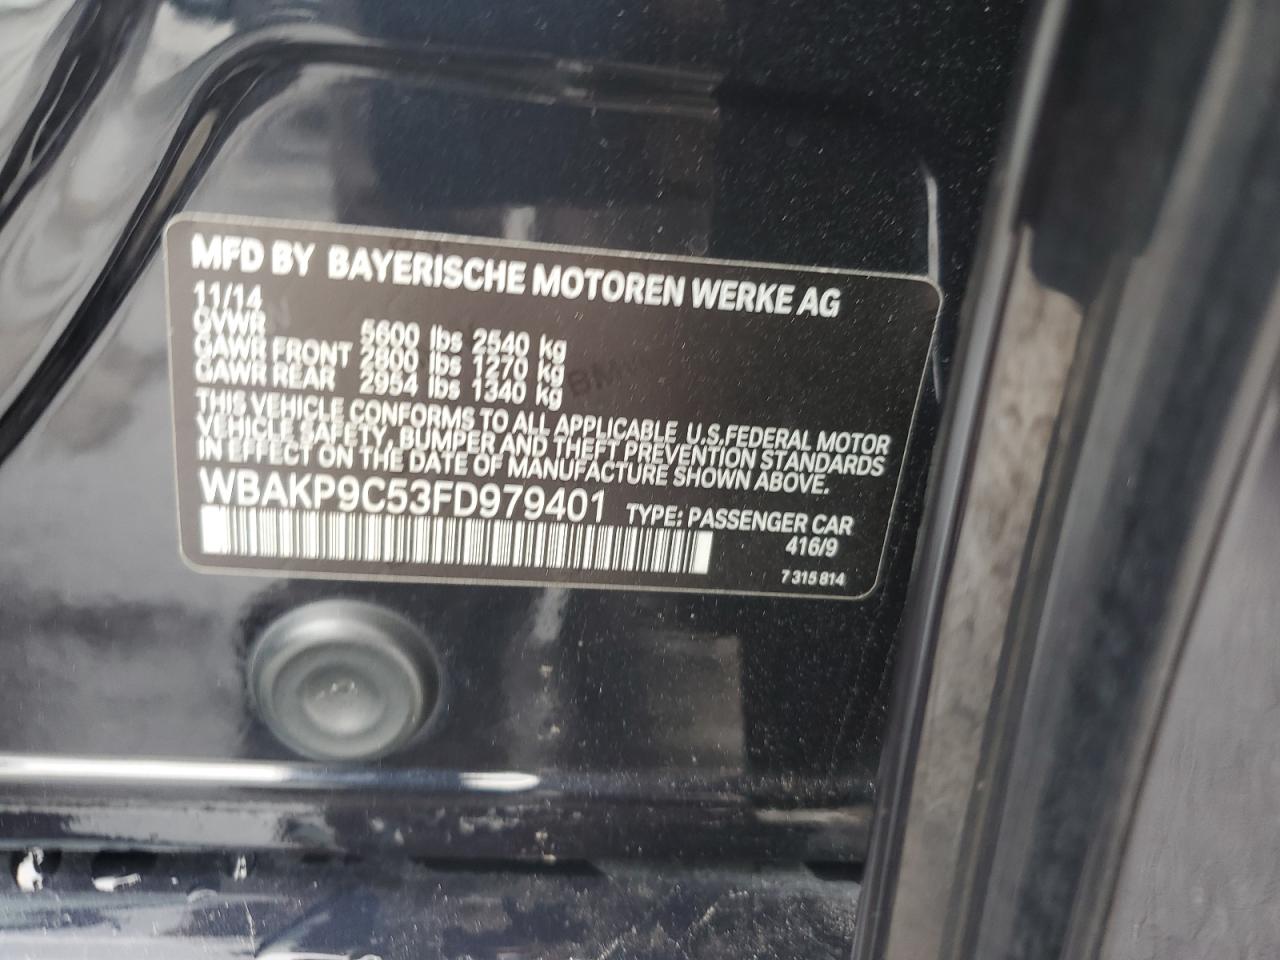 MFD BY BAYERISCHE MOTOREN WERKE AG
11/14
GVWR 5600 lbs 2540 kg
GAWR FRONT 2800 lbs 1270 kg
GAWR REAR 2954 lbs 1340 kg
THIS VEHICLE CONFORMS TO ALL APPLICABLE U.S.FEDERAL MOTOR
VEHICLE SAFETY, BUMPER AND THEFT PREVENTION STANDARDS
IN EFFECT ON THE DATE OF MANUFACTURE SHOWN ABOVE.
WBAKP9C53FD979401 TYPE: PASSENGER CAR
416/9
7 315 814